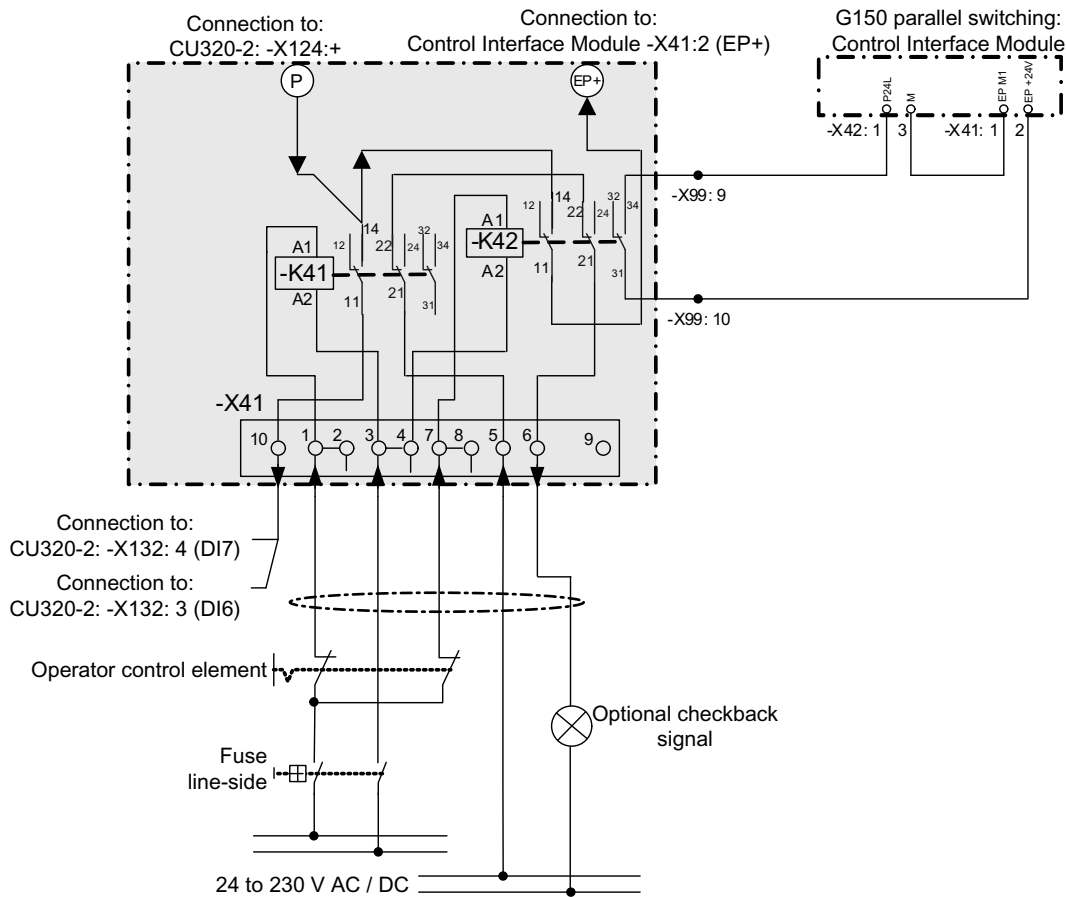 Connection to:
CU320-2: -X124:+
Connection to:
Control Interface Module -X41:2 (EP+)
G150 parallel switching:
Control Interface Module
P
EP+
P24L
M
EP M1
EP +24V
-X42: 1
3
-X41: 1
2
-X99: 9
14
12
22
24
32
34
A1
-K41
A2
11
21
31
A1
-K42
A2
12
14
22
24
32
34
11
21
31
-X99: 10
-X41
10
1
2
3
4
7
8
5
6
9
Connection to:
CU320-2: -X132: 4 (DI7)
Connection to:
CU320-2: -X132: 3 (DI6)
Operator control element
Optional checkback
signal
Fuse
line-side
24 to 230 V AC / DC